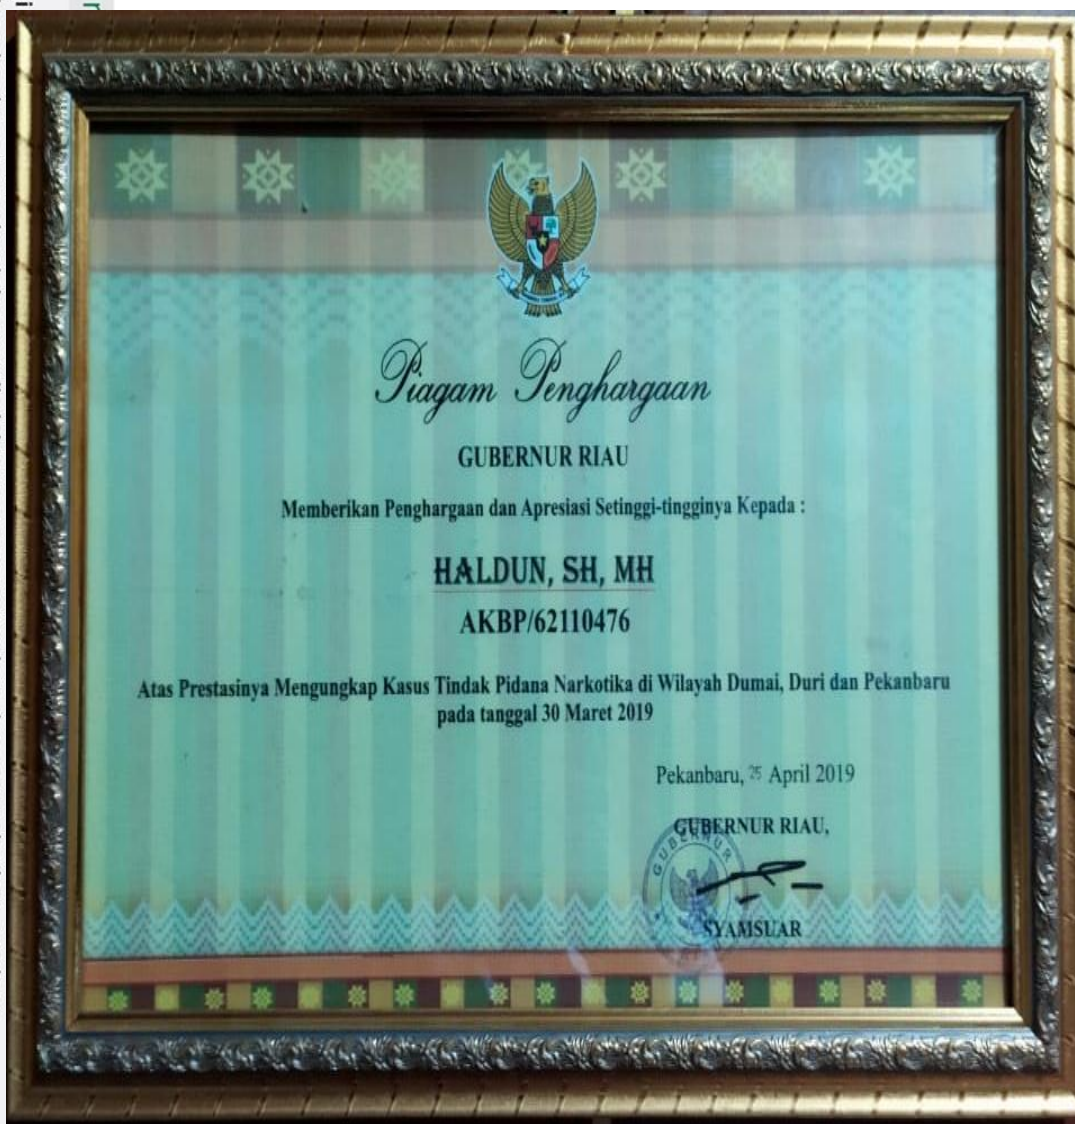 Piagam Penghargaan
GUBERNUR RIAU
Memberikan Penghargaan dan Apresiasi Setinggi-tingginya Kepada :
HALDUN, SH, MH
AKBP/62110476
Atas Prestasinya Mengungkap Kasus Tindak Pidana Narkotika di Wilayah Dumai, Duri dan Pekanbaru
pada tanggal 30 Maret 2019
Pekanbaru, 25 April 2019
GUBERNUR RIAU,
GUBERNUR
SYAMSUAR